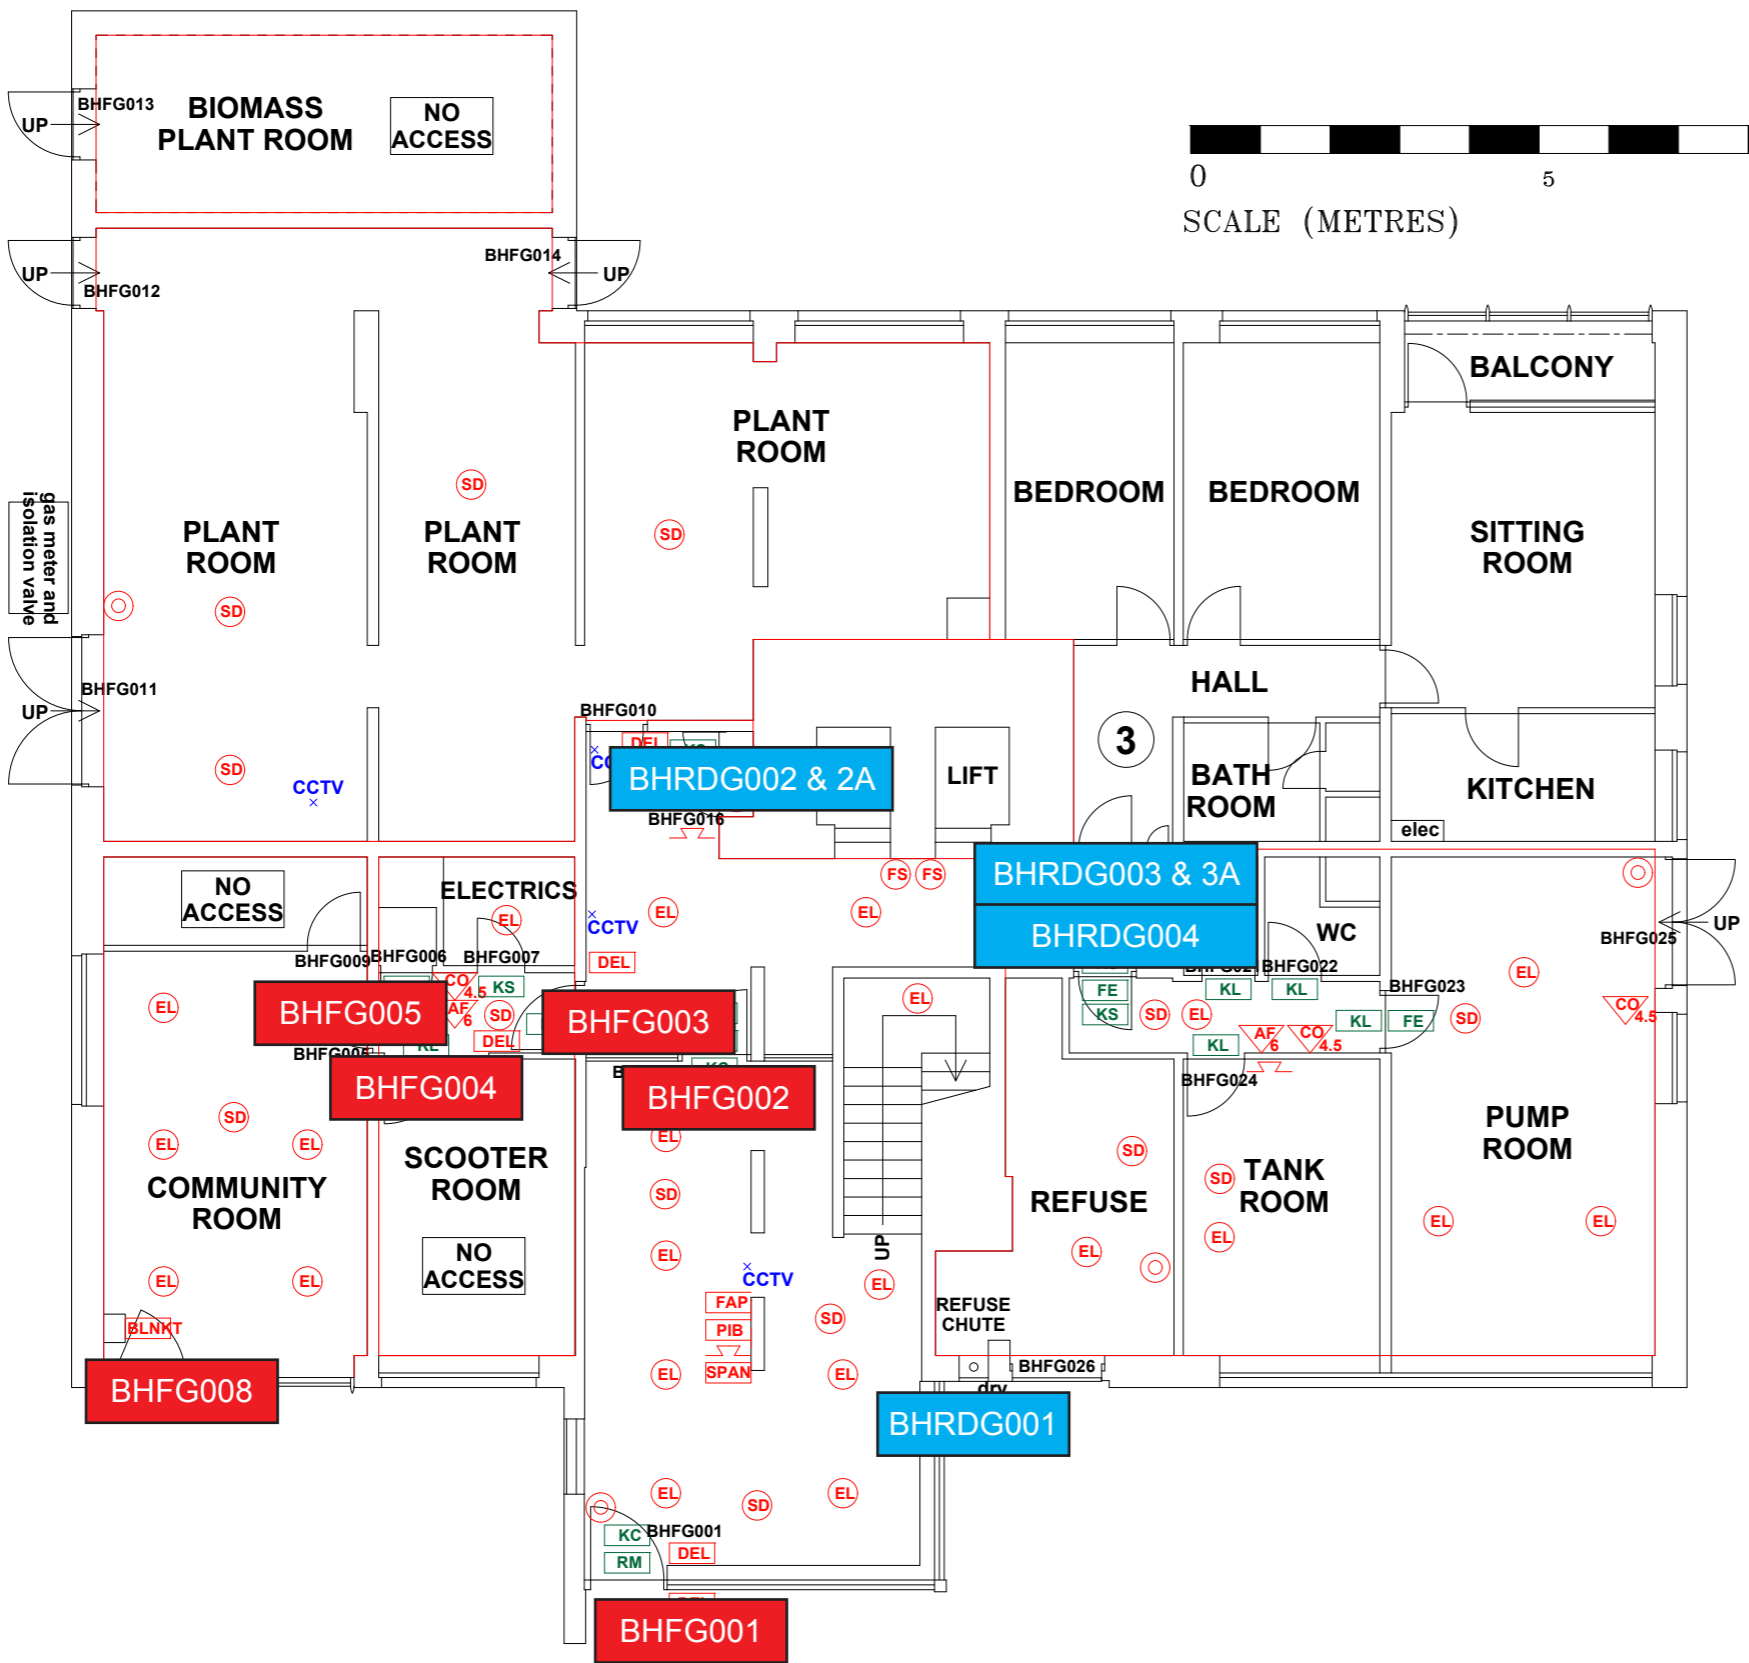 BHFG013
UP
BIOMASS
PLANT ROOM
NO
ACCESS
0
5
SCALE (METRES)
UP
BHFG012
BHFG014
UP
BALCONY
PLANT
ROOM
BEDROOM
BEDROOM
SITTING
ROOM
gas meter and
isolation valve
SD
PLANT
ROOM
PLANT
ROOM
SD
SD
HALL
BHFG011
UP
BHFG010
3
DEL
BHRDG002 & 2A
LIFT
BATH
ROOM
KITCHEN
elec
SD
CCTV
BHFG016
NO
ACCESS
ELECTRICS
EL
FS
FS
BHRDG003 & 3A
BHRDG004
EL
EL
CCTV
DEL
WC
UP
BHFG025
BHFG009
BHFG006
BHFG007
BHFG022
BHFG023
EL
EL
CO
4.5
KS
AF
6
SD
DEL
BHFG005
BHFG003
EL
FE
KS
SD
EL
KL
KL
KL
FE
SD
CO
4.5
KL
AF
6
CO
4.5
BHFG004
BHFG002
BHFG024
EL
SD
EL
EL
COMMUNITY
ROOM
SCOOTER
ROOM
SD
SD
REFUSE
SD
TANK
ROOM
PUMP
ROOM
EL
EL
EL
EL
EL
UP
NO
ACCESS
EL
EL
CCTV
EL
FAP
PIB
SPAN
SD
REFUSE
CHUTE
BLNKT
BHFG008
EL
EL
BHFG026
dry
BHRDG001
EL
SD
EL
KC
BHFG001
RM
DEL
BHFG001